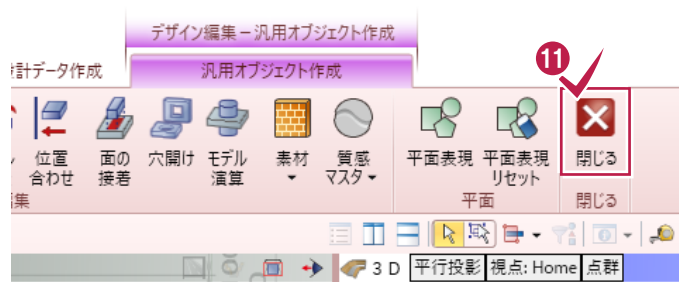 デザイン編集－汎用オブジェクト作成
計データ作成
汎用オブジェクト作成
11
位置
合わせ
面の
接着
穴開け
モデル
演算
素材
質感
マスタ
平面表現
平面表現
リセット
閉じる
集
平面
閉じる
3 D
平行投影
視点: Home
点群